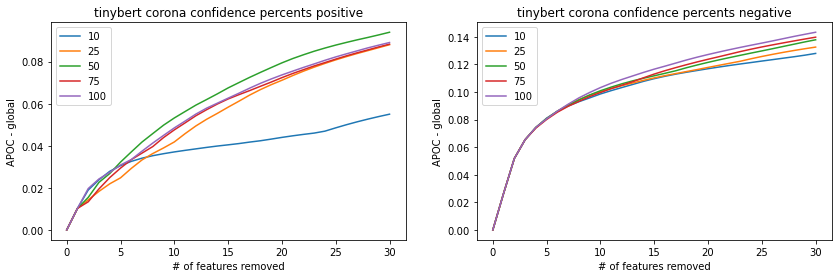 tinybert corona confidence percents positive
10
25
50
75
100
APOC - global
0.08
0.06
0.04
0.02
0.00
0 5 10 15 20 25 30
# of features removed
tinybert corona confidence percents negative
10
25
50
75
100
APOC - global
0.14
0.12
0.10
0.08
0.06
0.04
0.02
0.00
0 5 10 15 20 25 30
# of features removed